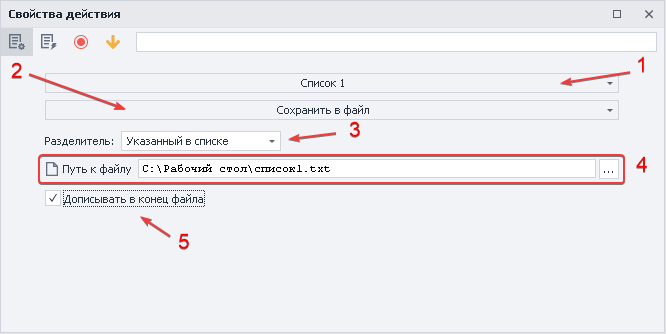 Свойства действия
1
Список 1
2
Сохранить в файл
Разделитель: Указанный в списке
3
Путь к файлу C:\Рабочий стол\список1.txt ...
4
Дописывать в конец файла
5